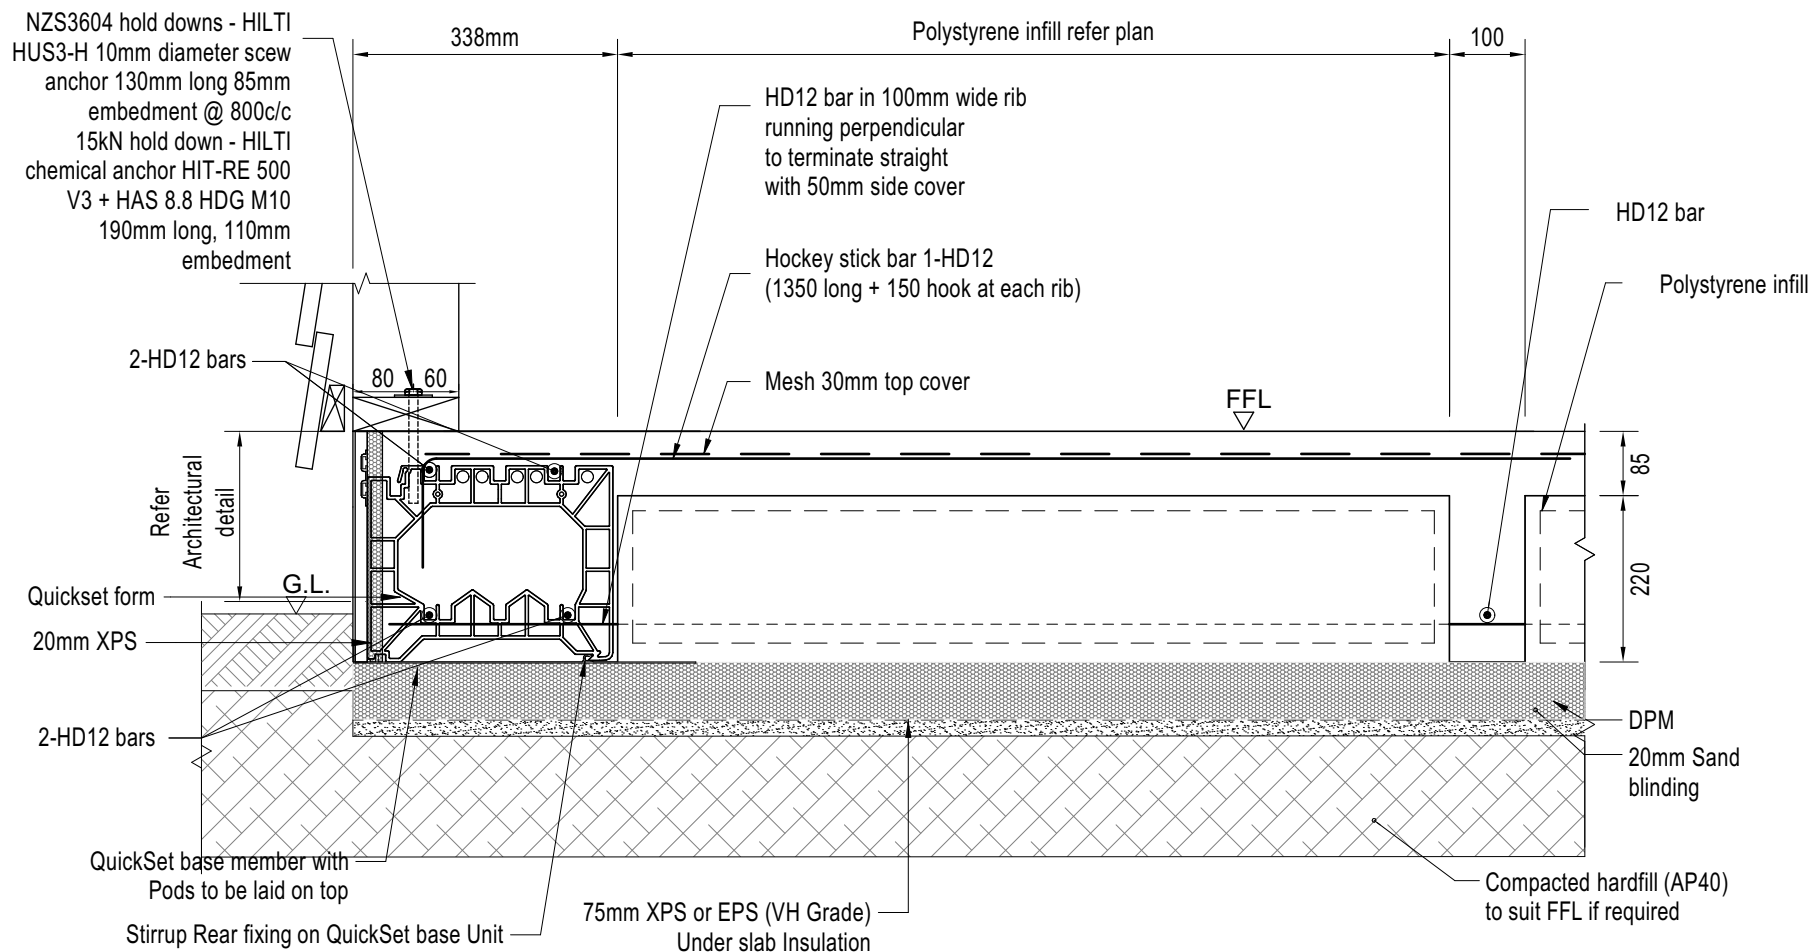 NZS3604 hold downs - HILTI
HUS3-H 10mm diameter scew
anchor 130mm long 85mm
embedment @ 800c/c
15kN hold down - HILTI
chemical anchor HIT-RE 500
V3 + HAS 8.8 HDG M10
190mm long, 110mm
embedment
338mm
Polystyrene infill refer plan
100
HD12 bar in 100mm wide rib
running perpendicular
to terminate straight
with 50mm side cover
HD12 bar
Hockey stick bar 1-HD12
(1350 long + 150 hook at each rib)
Polystyrene infill
2-HD12 bars
80
60
Mesh 30mm top cover
FFL
85
Refer
Architectural
detail
220
G.L.
Quickset form
20mm XPS
2-HD12 bars
DPM
20mm Sand
blinding
QuickSet base member with
Pods to be laid on top
Stirrup Rear fixing on QuickSet base Unit
75mm XPS or EPS (VH Grade)
Under slab Insulation
Compacted hardfill (AP40)
to suit FFL if required